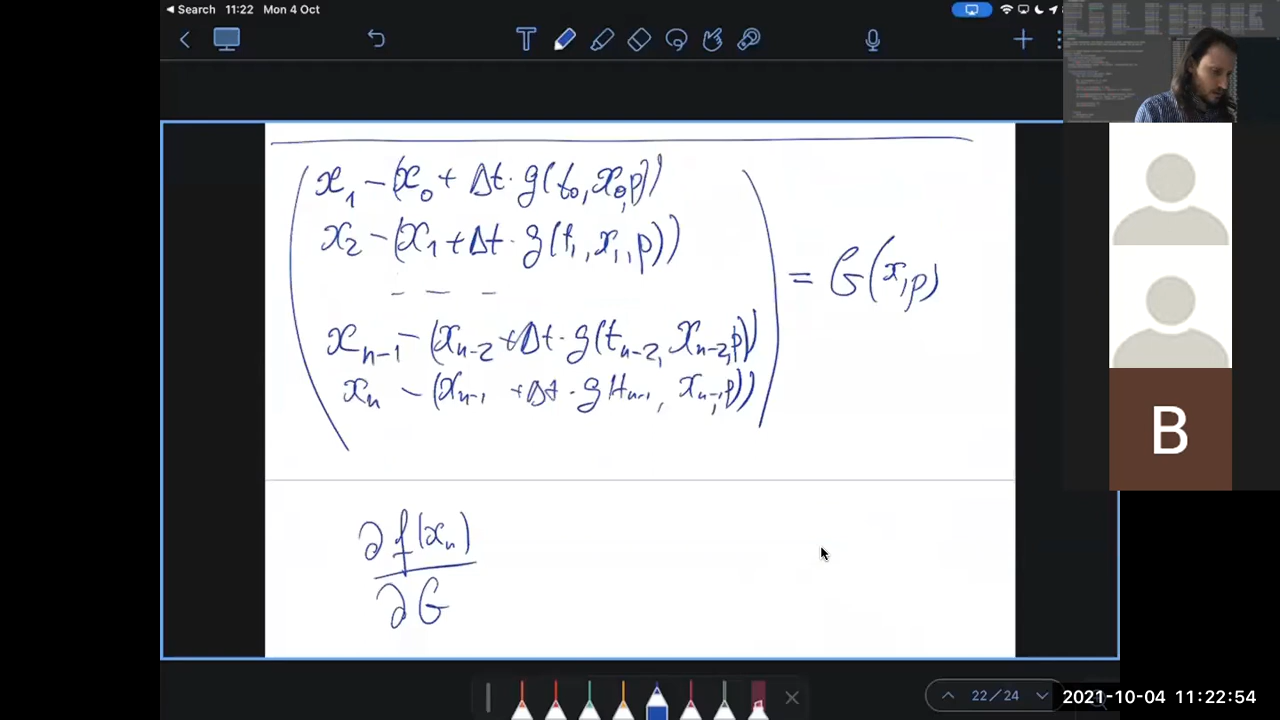 Search 11:22 Mon 4 Oct
T
x₁ − (x₀ + Δt · g(t₀, x₀, p))
x₂ − (x₁ + Δt · g(t₁, x₁, p))
− − −
= G(x, p)
xₙ₋₁ − (xₙ₋₂ + Δt · g(tₙ₋₂, xₙ₋₂, p))
xₙ − (xₙ₋₁ + Δt · g(tₙ₋₁, xₙ₋₁, p))
∂ f(xₙ)
∂ G
B
22/24
2021-10-04 11:22:54